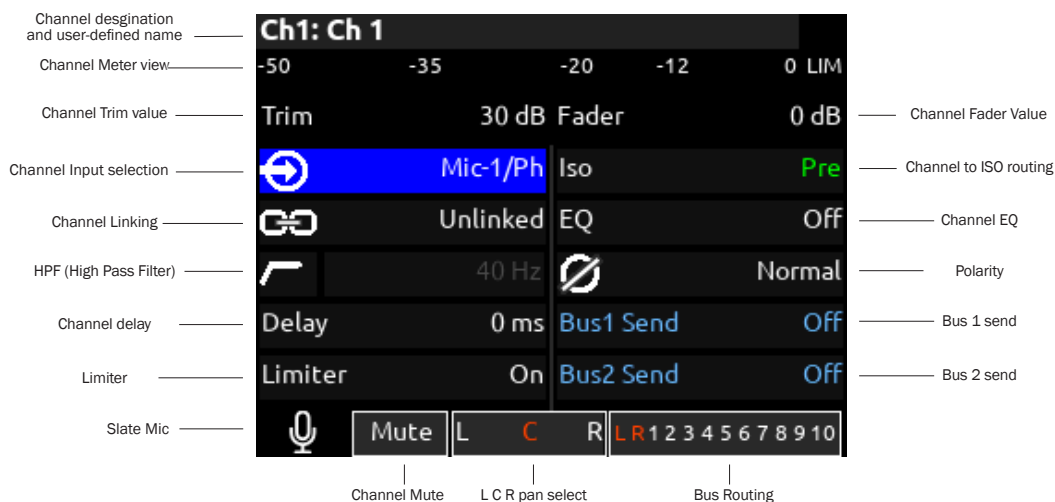 Channel desgination
and user-defined name
Ch1: Ch 1
Channel Meter view
-50 -35 -20 -12 0 LIM
Channel Trim value
Trim 30 dB Fader 0 dB
Channel Fader Value
Channel Input selection
Mic-1/Ph Iso Pre
Channel to ISO routing
Channel Linking
Unlinked EQ Off
Channel EQ
HPF (High Pass Filter)
40 Hz Normal
Polarity
Channel delay
Delay 0 ms Bus1 Send Off
Bus 1 send
Limiter
Limiter On Bus2 Send Off
Bus 2 send
Slate Mic
Mute L C R L R 1 2 3 4 5 6 7 8 9 10
Channel Mute L C R pan select Bus Routing